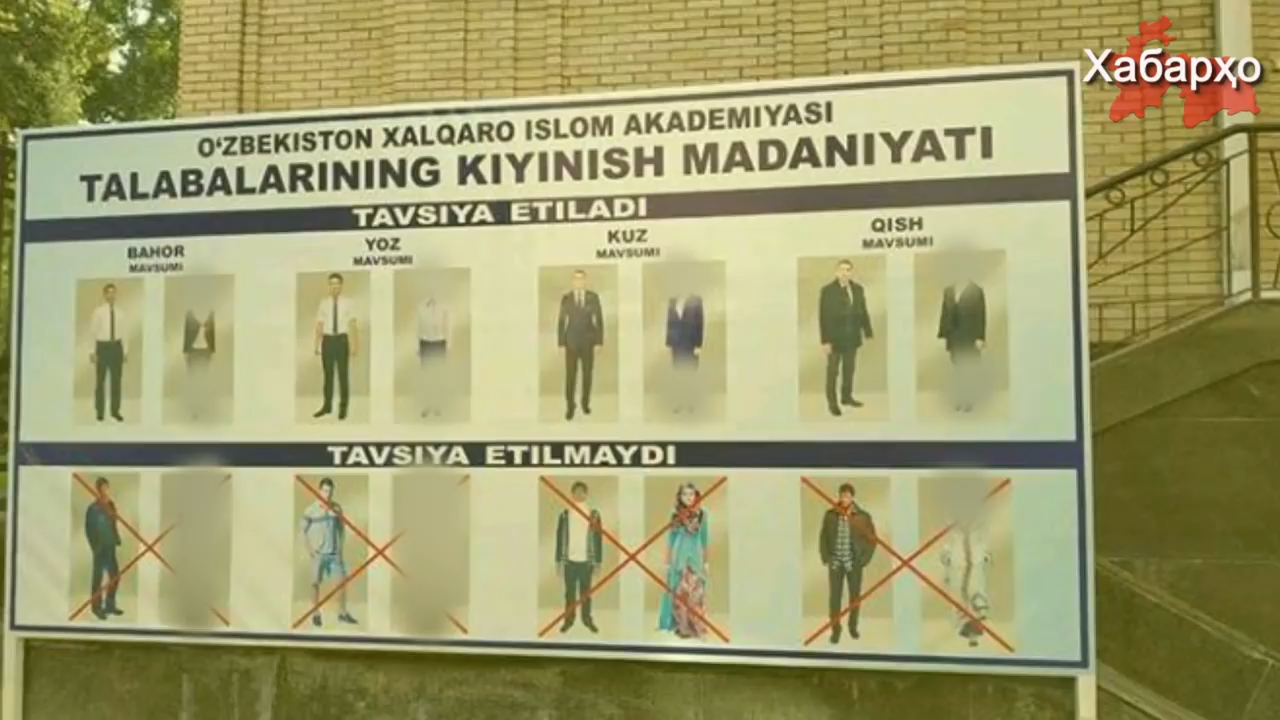 Хабарҳо
O'ZBEKISTON XALQARO ISLOM AKADEMIYASI
TALABALARINING KIYINISH MADANIYATI
TAVSIYA ETILADI
BAHOR
MAVSUMI
YOZ
MAVSUMI
KUZ
MAVSUMI
QISH
MAVSUMI
TAVSIYA ETILMAYDI